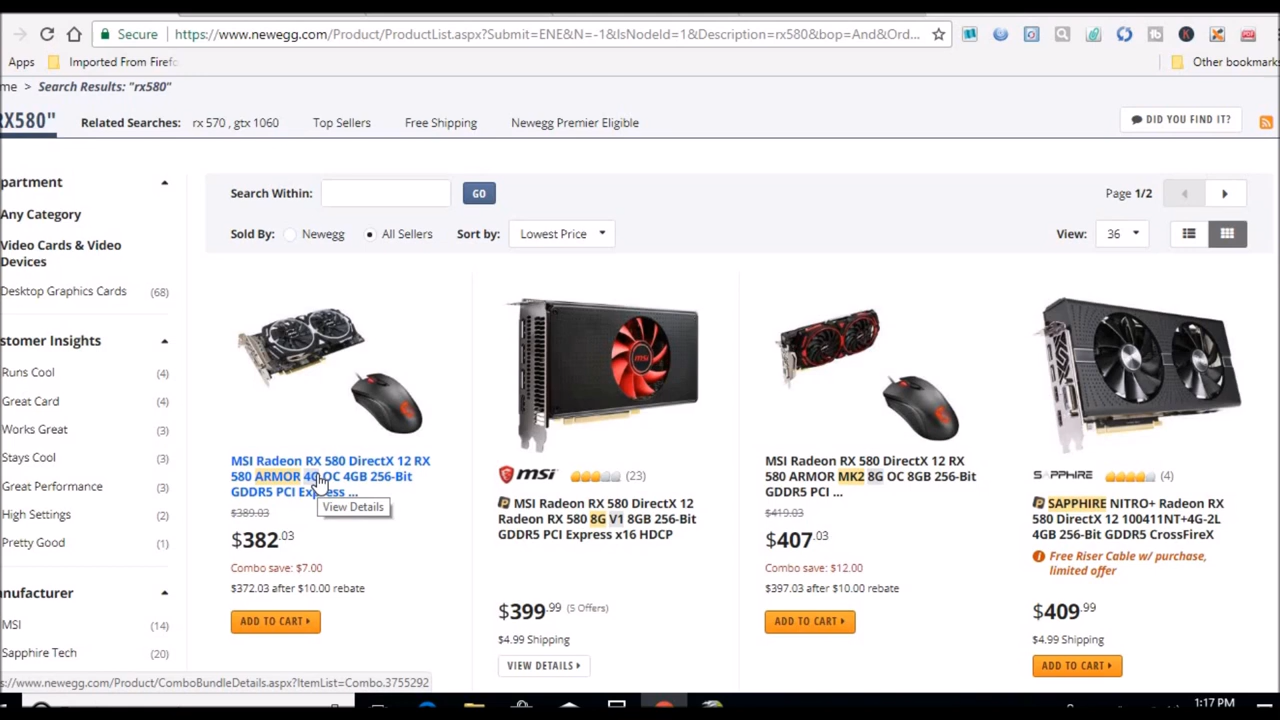 Secure
https://www.newegg.com/Product/ProductList.aspx?Submit=ENE&N=-1&IsNodeId=1&Description=rx580&bop=And&Ord...
Apps
Imported From Firef
Other bookmark
me > Search Results: "rx580"
RX580"
Related Searches: rx 570 , gtx 1060 Top Sellers Free Shipping Newegg Premier Eligible
DID YOU FIND IT?
partment
Any Category
Video Cards & Video
Devices
Desktop Graphics Cards (68)
stomer Insights
Runs Cool (4)
Great Card (4)
Works Great (3)
Stays Cool (3)
Great Performance (3)
High Settings (2)
Pretty Good (1)
nufacturer
MSI (14)
Sapphire Tech (20)
Search Within: GO
Page 1/2
Sold By: Newegg All Sellers Sort by: Lowest Price
View: 36
MSI Radeon RX 580 DirectX 12 RX
580 ARMOR OC 4GB 256-Bit
GDDR5 PCI Express ...
View Details
$389.03
$382.03
Combo save: $7.00
$372.03 after $10.00 rebate
ADD TO CART
msi (23)
MSI Radeon RX 580 DirectX 12
Radeon RX 580 8G V1 8GB 256-Bit
GDDR5 PCI Express x16 HDCP
$399.99 (5 Offers)
$4.99 Shipping
VIEW DETAILS
MSI Radeon RX 580 DirectX 12 RX
580 ARMOR MK2 8G OC 8GB 256-Bit
GDDR5 PCI ...
$419.03
$407.03
Combo save: $12.00
$397.03 after $10.00 rebate
ADD TO CART
SAPPHIRE (4)
SAPPHIRE NITRO+ Radeon RX
580 DirectX 12 100411NT+4G-2L
4GB 256-Bit GDDR5 CrossFireX
Free Riser Cable w/ purchase,
limited offer
$409.99
$4.99 Shipping
ADD TO CART
s://www.newegg.com/Product/ComboBundleDetails.aspx?ItemList=Combo.3755292
1:17 PM